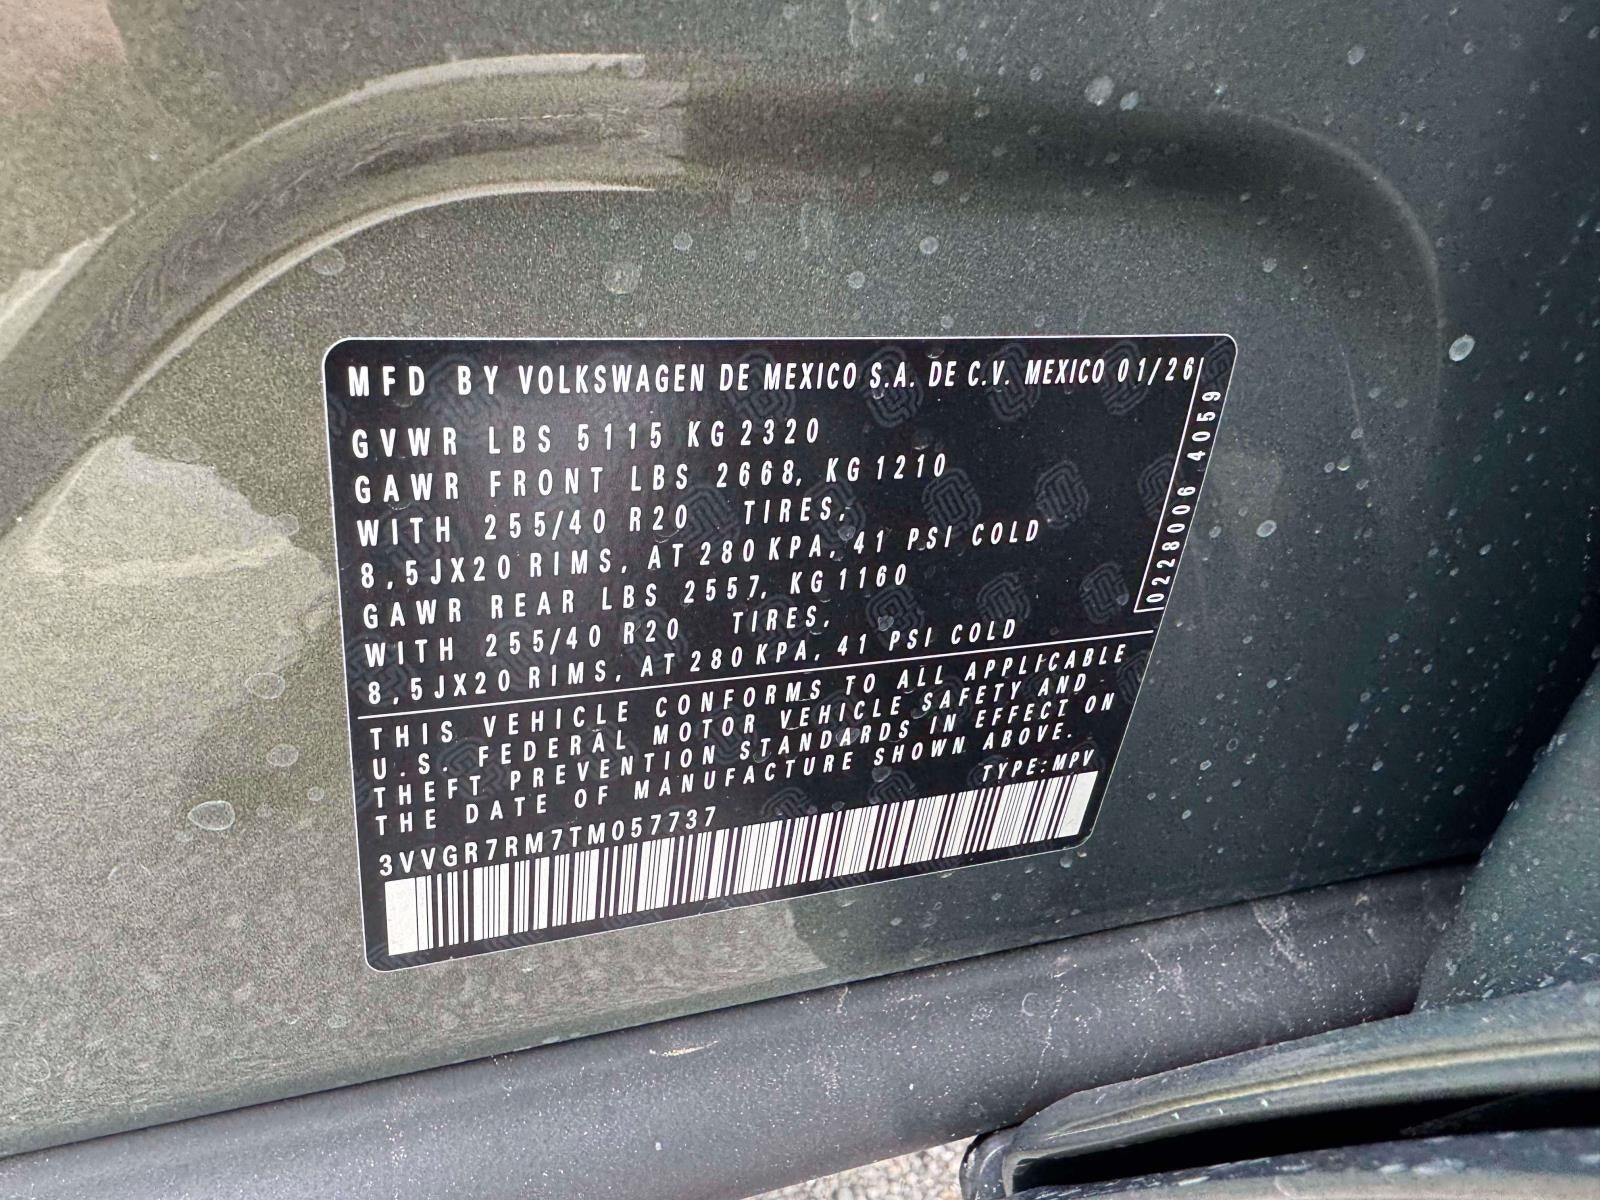 MFD BY VOLKSWAGEN DE MEXICO S.A. DE C.V. MEXICO 01/26
GVWR LBS 5115 KG 2320
GAWR FRONT LBS 2668, KG 1210
WITH 255/40 R20 TIRES,
8,5JX20 RIMS, AT 280 KPA, 41 PSI COLD
GAWR REAR LBS 2557, KG 1160
WITH 255/40 R20 TIRES,
8,5JX20 RIMS, AT 280 KPA, 41 PSI COLD
0228006 4059
THIS VEHICLE CONFORMS TO ALL APPLICABLE
U.S. FEDERAL MOTOR VEHICLE SAFETY AND
THEFT PREVENTION STANDARDS IN EFFECT ON
THE DATE OF MANUFACTURE SHOWN ABOVE.
TYPE: MPV
3VVGR7RM7TM057737